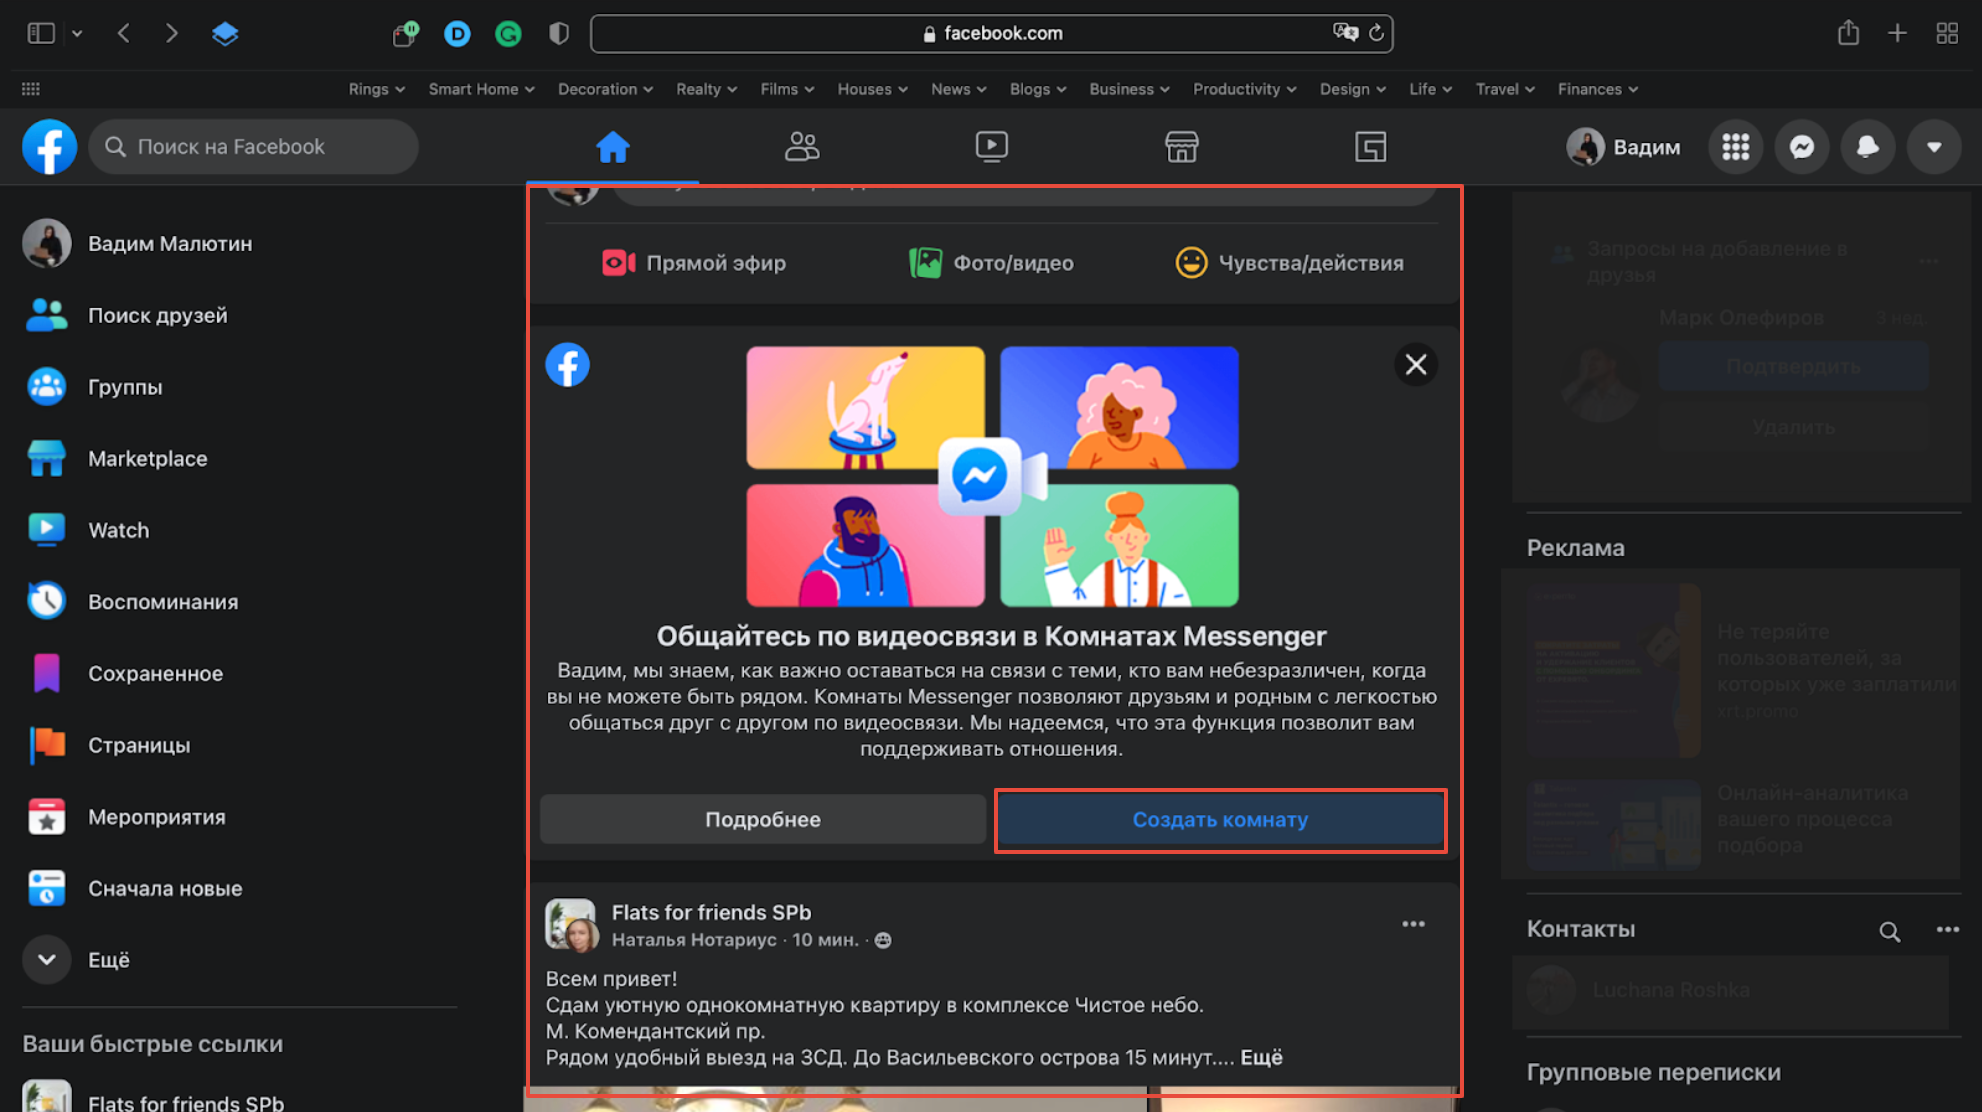 facebook.com
Rings
Smart Home
Decoration
Realty
Films
Houses
News
Blogs
Business
Productivity
Design
Life
Travel
Finances
Поиск на Facebook
Вадим
Вадим Малютин
Поиск друзей
Группы
Marketplace
Watch
Воспоминания
Сохраненное
Страницы
Мероприятия
Сначала новые
Ещё
Ваши быстрые ссылки
Flats for friends SPb
Прямой эфир
Фото/видео
Чувства/действия
Общайтесь по видеосвязи в Комнатах Messenger
Вадим, мы знаем, как важно оставаться на связи с теми, кто вам небезразличен, когда
вы не можете быть рядом. Комнаты Messenger позволяют друзьям и родным с легкостью
общаться друг с другом по видеосвязи. Мы надеемся, что эта функция позволит вам
поддерживать отношения.
Подробнее
Создать комнату
Flats for friends SPb
Наталья Нотариус · 10 мин. ·
Всем привет!
Сдам уютную однокомнатную квартиру в комплексе Чистое небо.
М. Комендантский пр.
Рядом удобный выезд на ЗСД. До Васильевского острова 15 минут.... Ещё
Запросы на добавление в
друзья
Марк Олефиров
3 нед.
Подтвердить
Удалить
Реклама
Не теряйте
пользователей, за
которых уже заплатили
xrt.promo
Онлайн-аналитика
вашего процесса
подбора
Контакты
Luchana Roshka
Групповые переписки